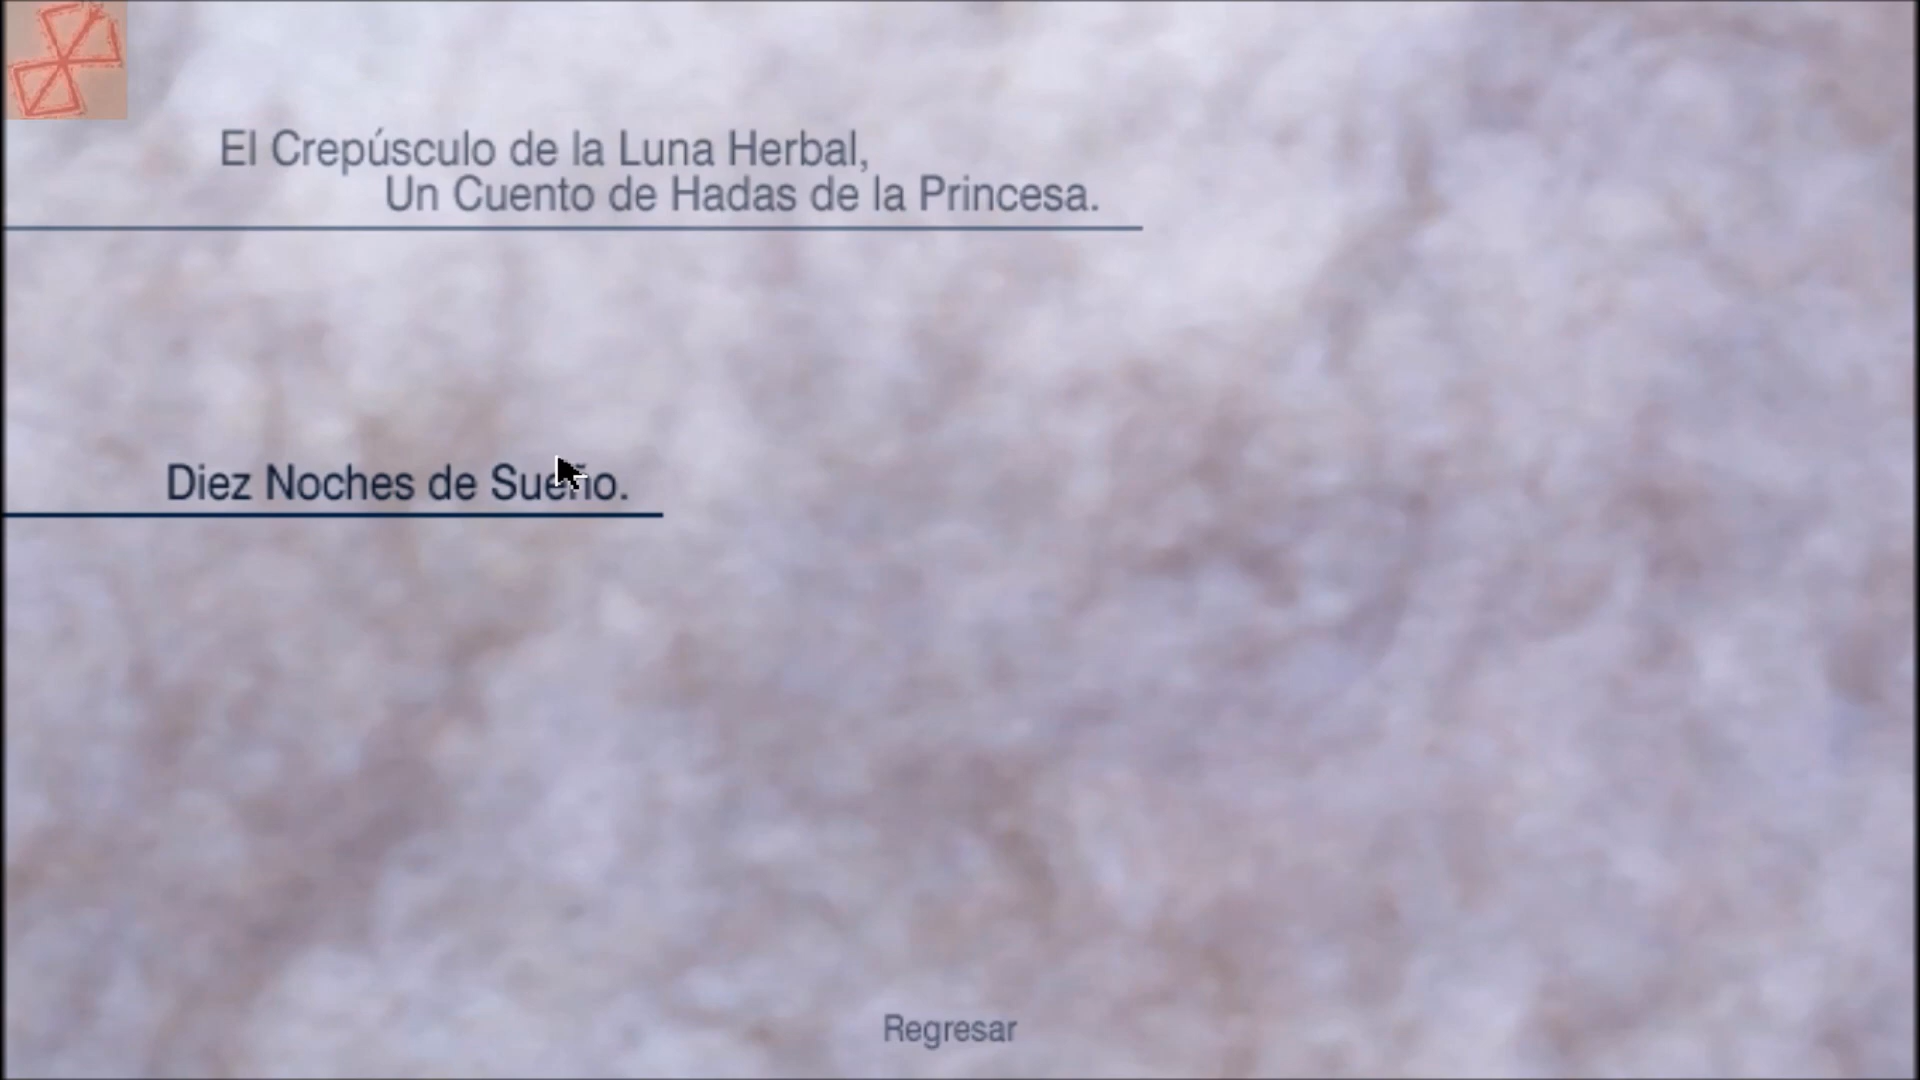 El Crepúsculo de la Luna Herbal,
Un Cuento de Hadas de la Princesa.
Diez Noches de Sueño.
Regresar